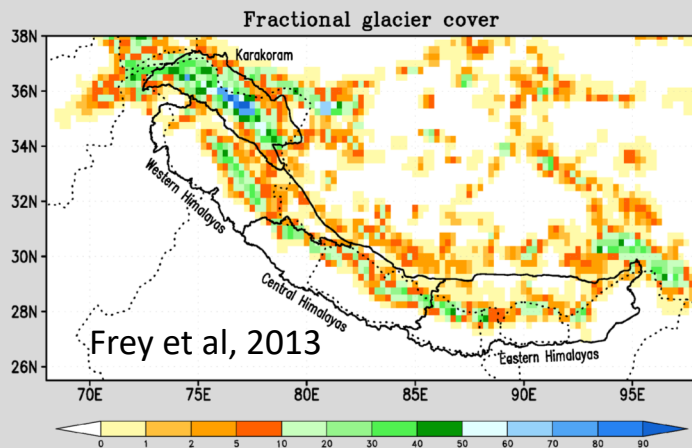 Fractional glacier cover
38N
36N
34N
32N
30N
28N
26N
Karakoram
Western Himalayas
Central Himalayas
Eastern Himalayas
Frey et al, 2013
70E 75E 80E 85E 90E 95E
0 1 2 5 10 20 30 40 50 60 70 80 90